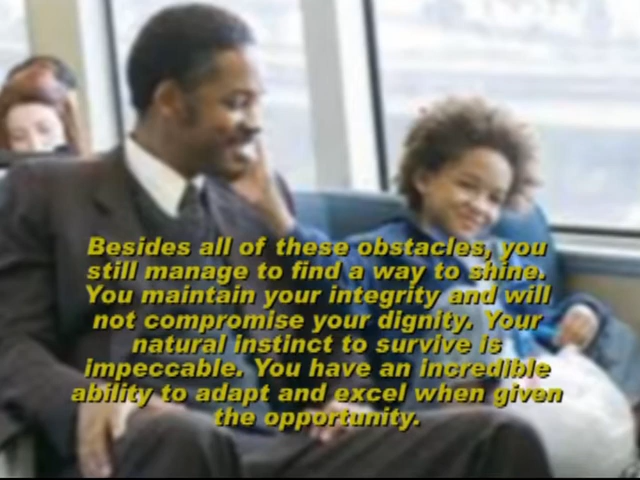 Besides all of these obstacles, you
still manage to find a way to shine.
You maintain your integrity and will
not compromise your dignity. Your
natural instinct to survive is
impeccable. You have an incredible
ability to adapt and excel when given
the opportunity.